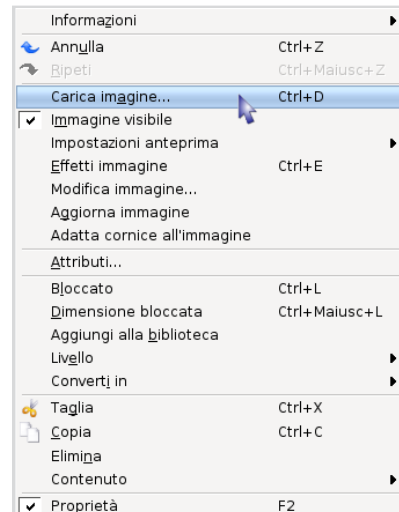 Informazioni
Annulla Ctrl+Z
Ripeti Ctrl+Maiusc+Z
Carica imagine... Ctrl+D
Immagine visibile
Impostazioni anteprima
Effetti immagine Ctrl+E
Modifica immagine...
Aggiorna immagine
Adatta cornice all'immagine
Attributi...
Bloccato Ctrl+L
Dimensione bloccata Ctrl+Maiusc+L
Aggiungi alla biblioteca
Livello
Converti in
Taglia Ctrl+X
Copia Ctrl+C
Elimina
Contenuto
Proprietà F2